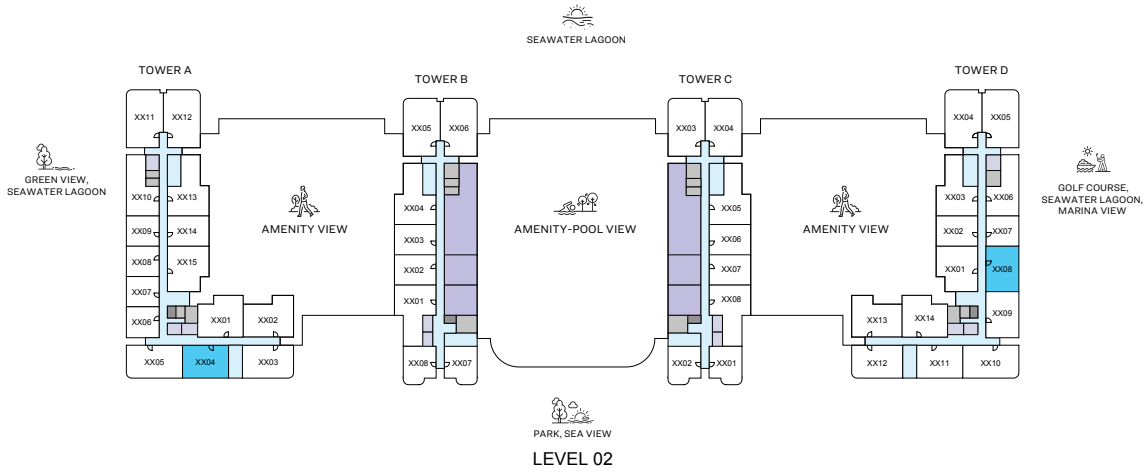 SEAWATER LAGOON
TOWER A
TOWER B
TOWER C
TOWER D
XX11
XX12
XX05
XX06
XX03
XX04
XX04
XX05
GREEN VIEW,
SEAWATER LAGOON
GOLF COURSE,
SEAWATER LAGOON,
MARINA VIEW
XX10
XX13
XX04
XX05
XX03
XX06
XX09
XX14
AMENITY VIEW
XX03
AMENITY-POOL VIEW
XX06
AMENITY VIEW
XX02
XX07
XX08
XX15
XX02
XX07
XX01
XX08
XX07
XX01
XX08
XX06
XX01
XX02
XX13
XX14
XX09
XX05
XX04
XX03
XX08
XX07
XX02
XX01
XX12
XX11
XX10
PARK, SEA VIEW
LEVEL 02